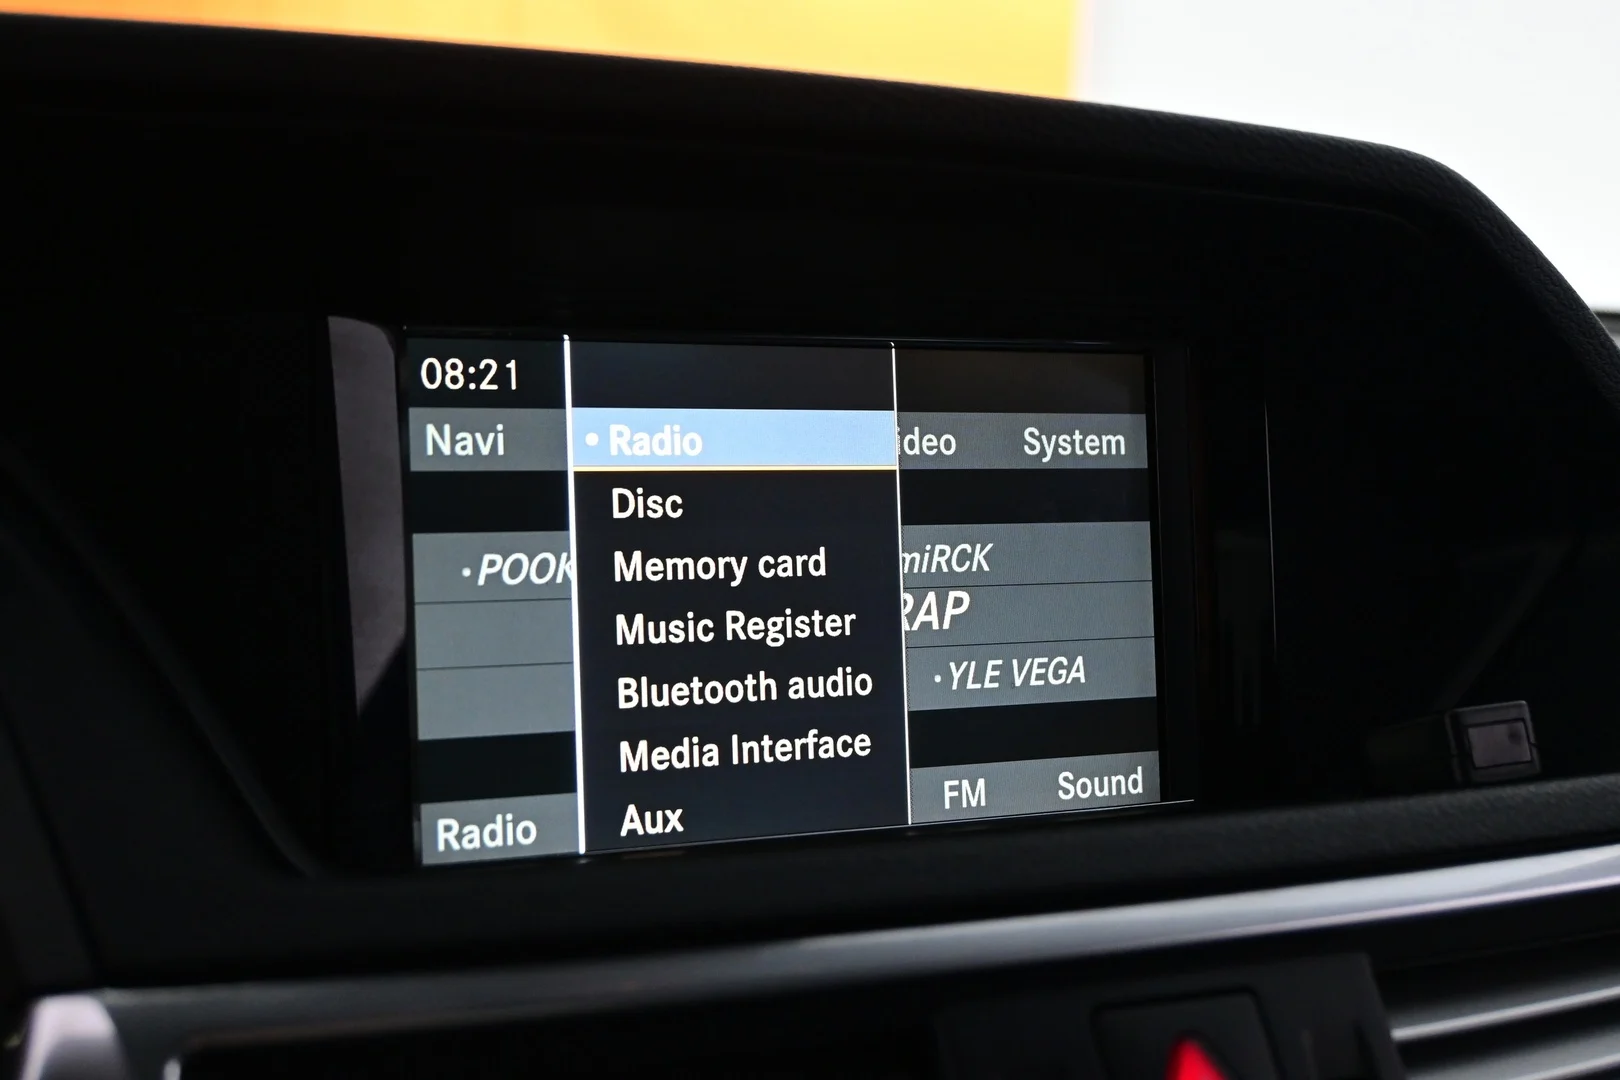 08:21
Navi
• Radio
ideo
System
Disc
Memory card
Music Register
Bluetooth audio
Media Interface
Aux
• POOK
miRCK
RAP
• YLE VEGA
Radio
FM
Sound